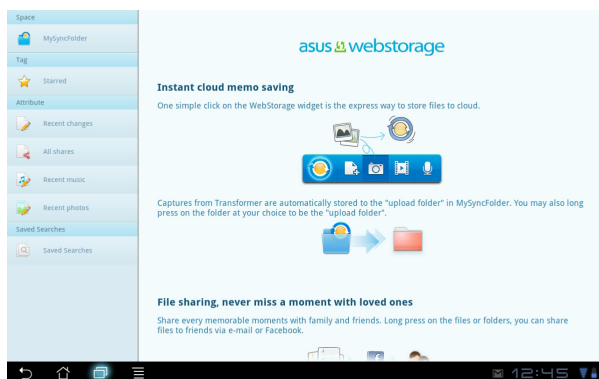 Space
MySyncFolder
Tag
Starred
Attribute
Recent changes
All shares
Recent music
Recent photos
Saved Searches
Saved Searches
asus webstorage
Instant cloud memo saving
One simple click on the WebStorage widget is the express way to store files to cloud.
Captures from Transformer are automatically stored to the "upload folder" in MySyncFolder. You may also long
press on the folder at your choice to be the "upload folder".
File sharing, never miss a moment with loved ones
Share every memorable moments with family and friends. Long press on the files or folders, you can share
files to friends via e-mail or Facebook.
12:45